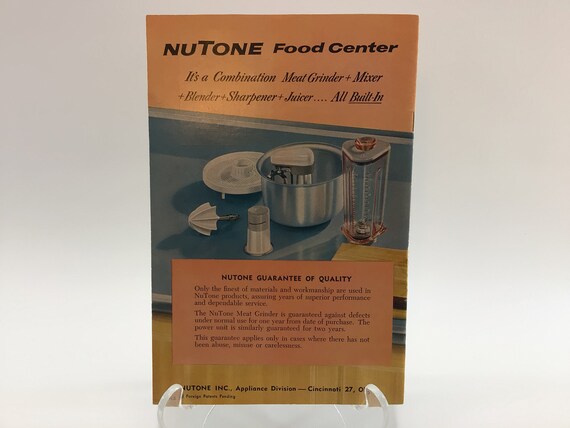 NUTONE Food Center
It's a Combination Meat Grinder + Mixer
+ Blender + Sharpener + Juicer .... All Built-In
NUTONE GUARANTEE OF QUALITY
Only the finest of materials and workmanship are used in
NuTone products, assuring years of superior performance
and dependable service.
The NuTone Meat Grinder is guaranteed against defects
under normal use for one year from date of purchase. The
power unit is similarly guaranteed for two years.
This guarantee applies only in cases where there has not
been abuse, misuse or carelessness.
NUTONE INC., Appliance Division — Cincinnati 27, O
Foreign Patents Pending